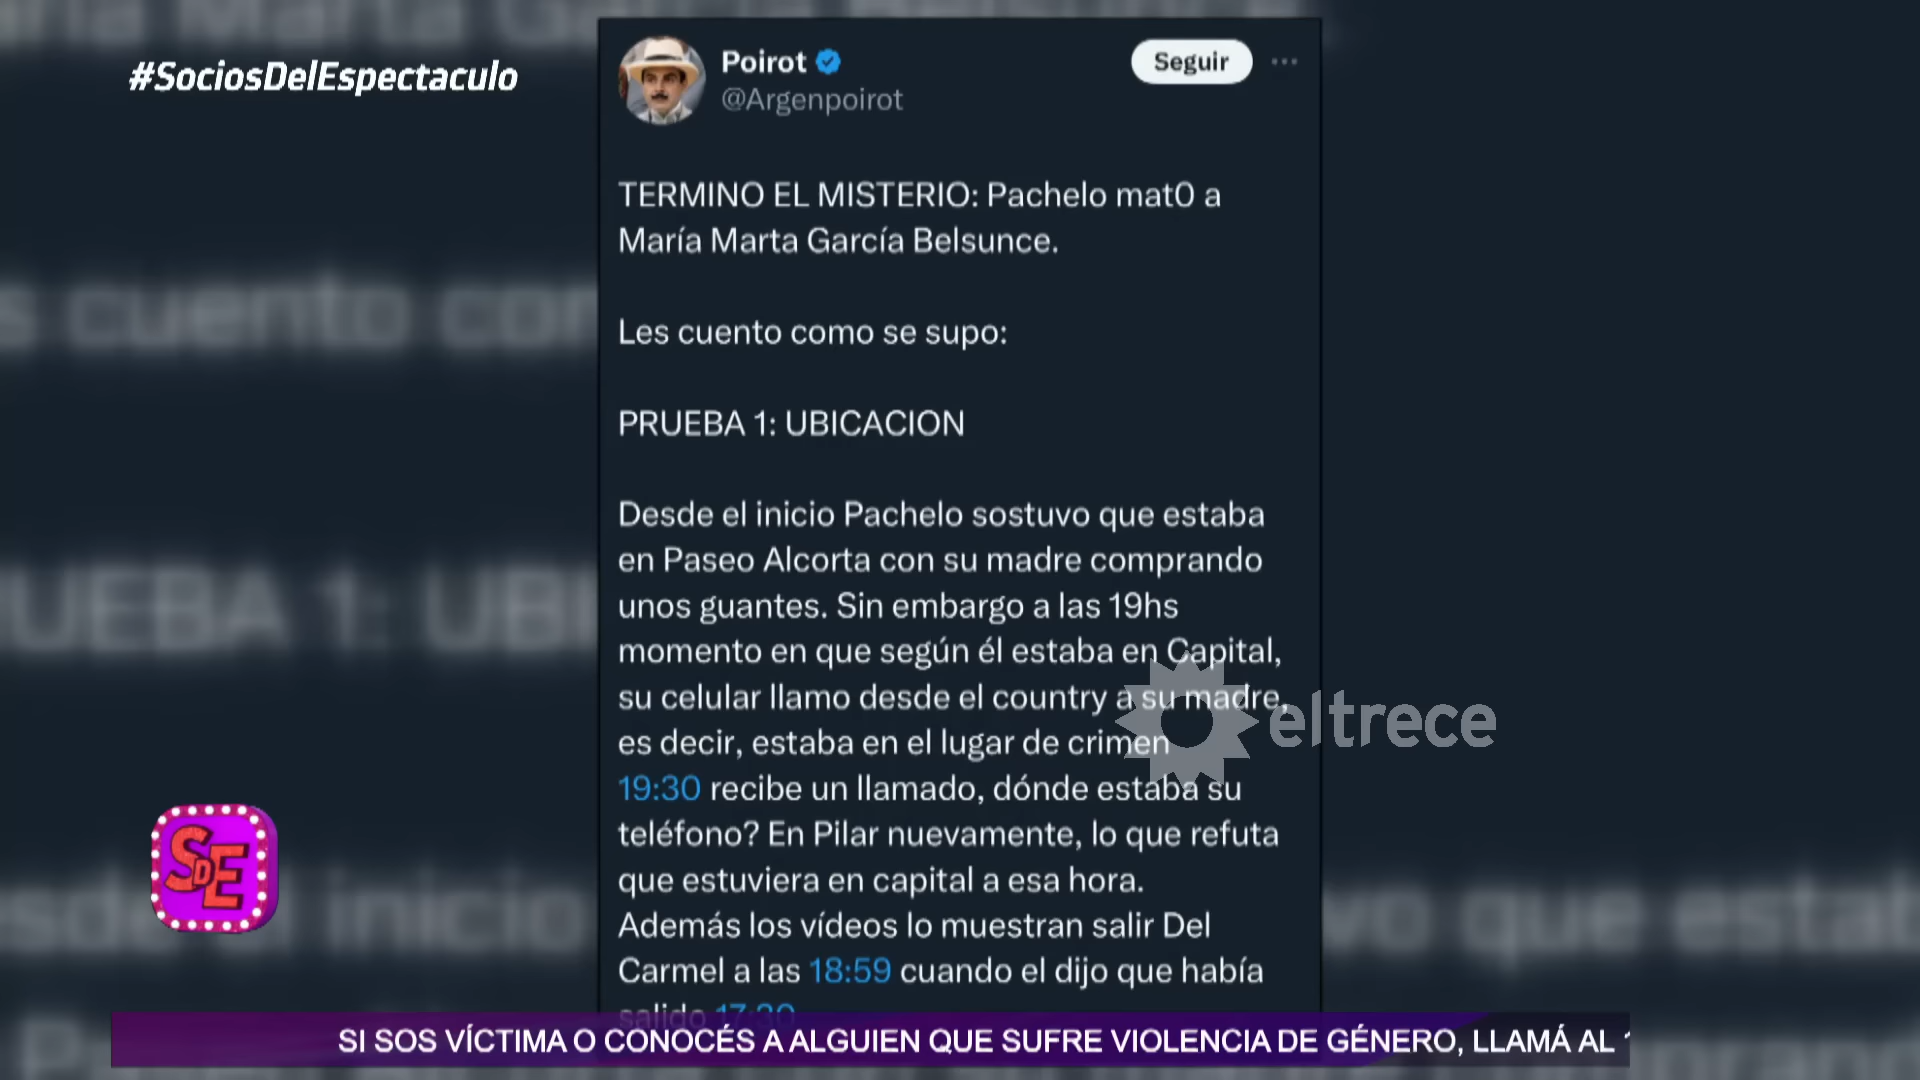 #SociosDelEspectaculo
Poirot
@Argenpoirot
Seguir
TERMINO EL MISTERIO: Pachelo mat0 a
María Marta García Belsunce.
Les cuento como se supo:
PRUEBA 1: UBICACION
Desde el inicio Pachelo sostuvo que estaba
en Paseo Alcorta con su madre comprando
unos guantes. Sin embargo a las 19hs
momento en que según él estaba en Capital,
su celular llamo desde el country a su madre,
es decir, estaba en el lugar de crimen
19:30 recibe un llamado, dónde estaba su
teléfono? En Pilar nuevamente, lo que refuta
que estuviera en capital a esa hora.
Además los vídeos lo muestran salir Del
Carmel a las 18:59 cuando el dijo que había
salido 17:30
eltrece
SDE
SI SOS VÍCTIMA O CONOCÉS A ALGUIEN QUE SUFRE VIOLENCIA DE GÉNERO, LLAMÁ AL